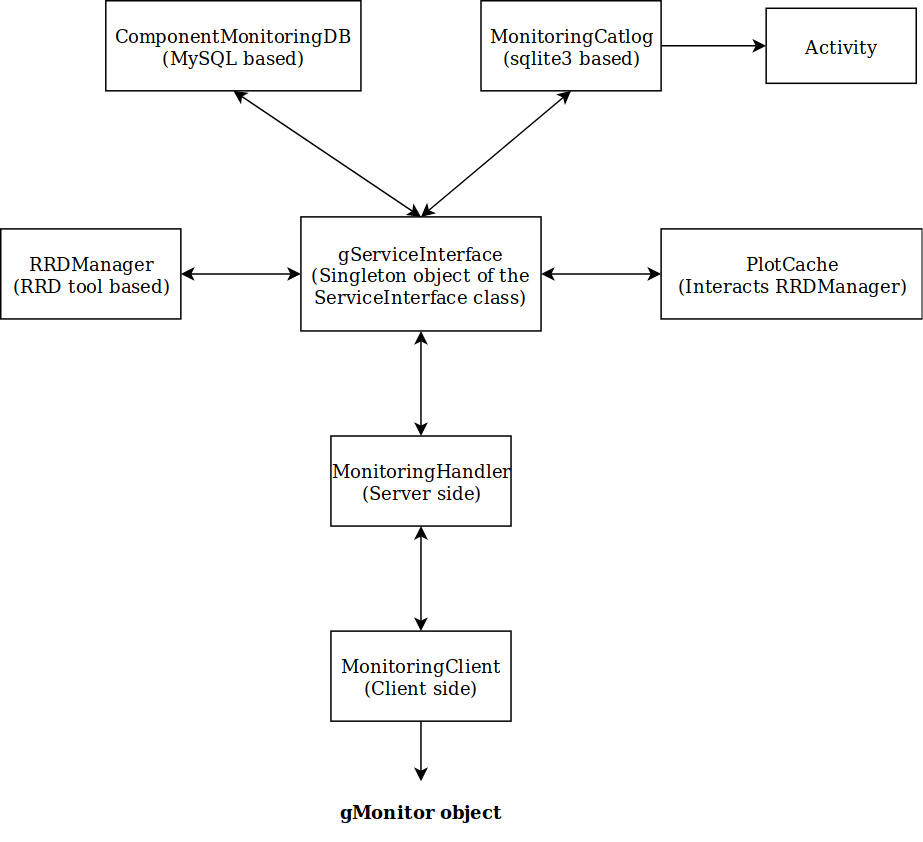 ComponentMonitoringDB
(MySQL based)
MonitoringCatlog
(sqlite3 based)
Activity
RRDManager
(RRD tool based)
gServiceInterface
(Singleton object of the
ServiceInterface class)
PlotCache
(Interacts RRDManager)
MonitoringHandler
(Server side)
MonitoringClient
(Client side)
gMonitor object